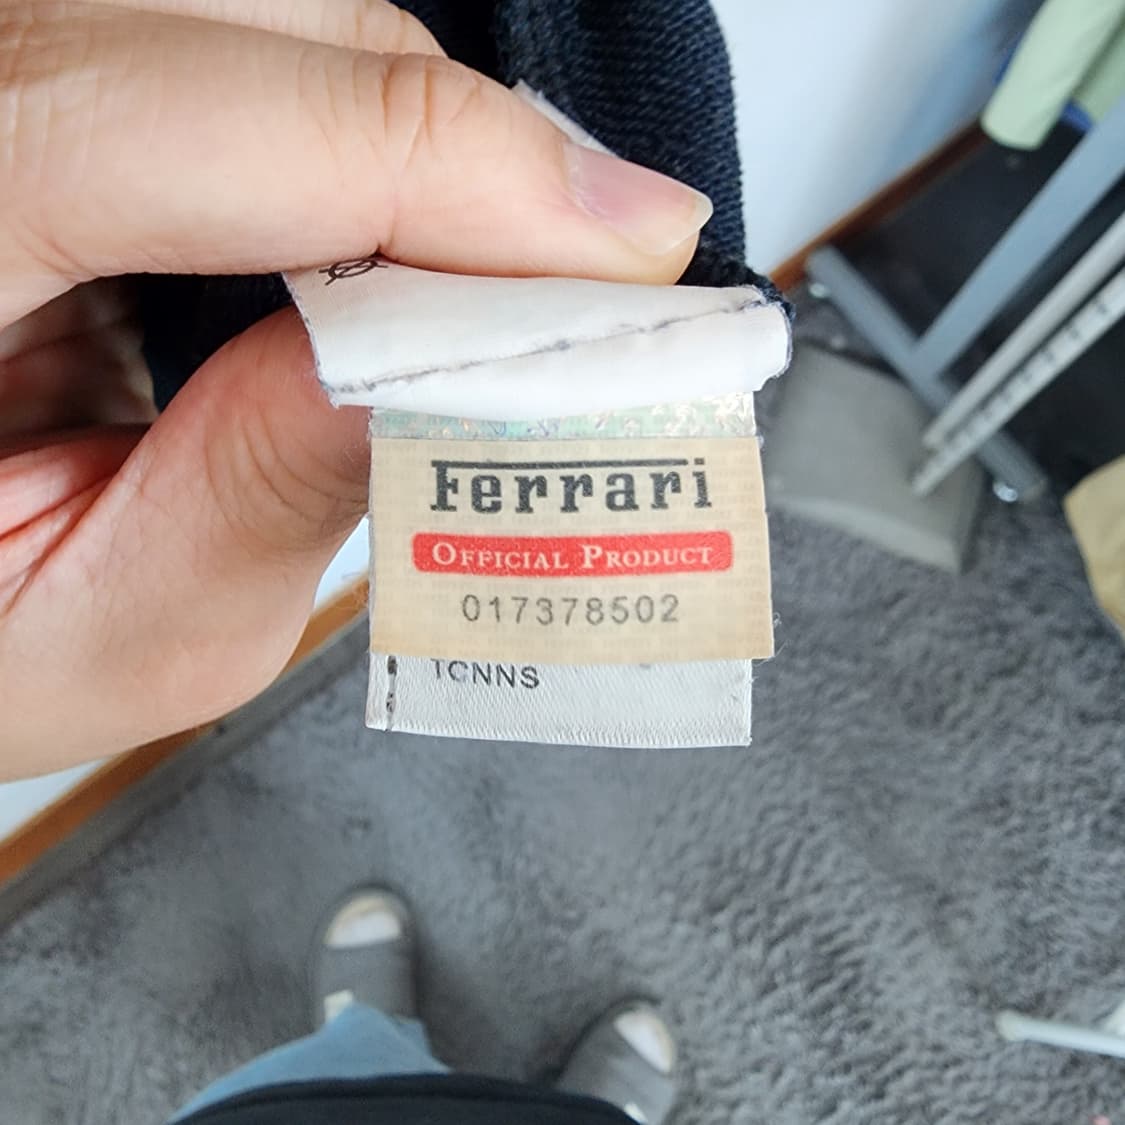 Ferrari
OFFICIAL PRODUCT
017378502
TCNNS